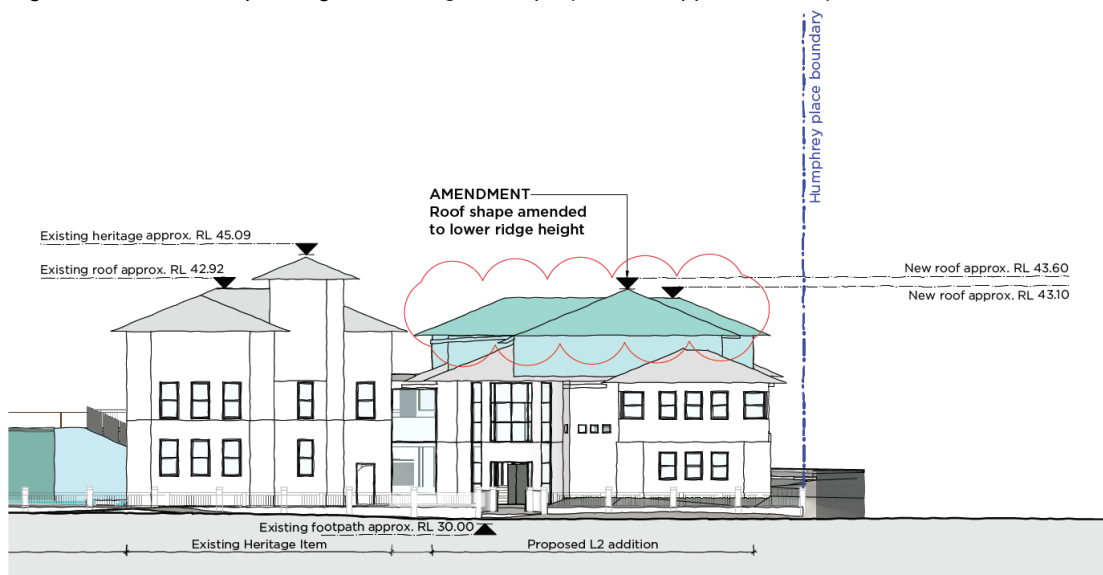 Humphrey place boundary
AMENDMENT
Roof shape amended
to lower ridge height
Existing heritage approx. RL 45.09
Existing roof approx. RL 42.92
New roof approx. RL 43.60
New roof approx. RL 43.10
Existing footpath approx. RL 30.00
Existing Heritage Item
Proposed L2 addition